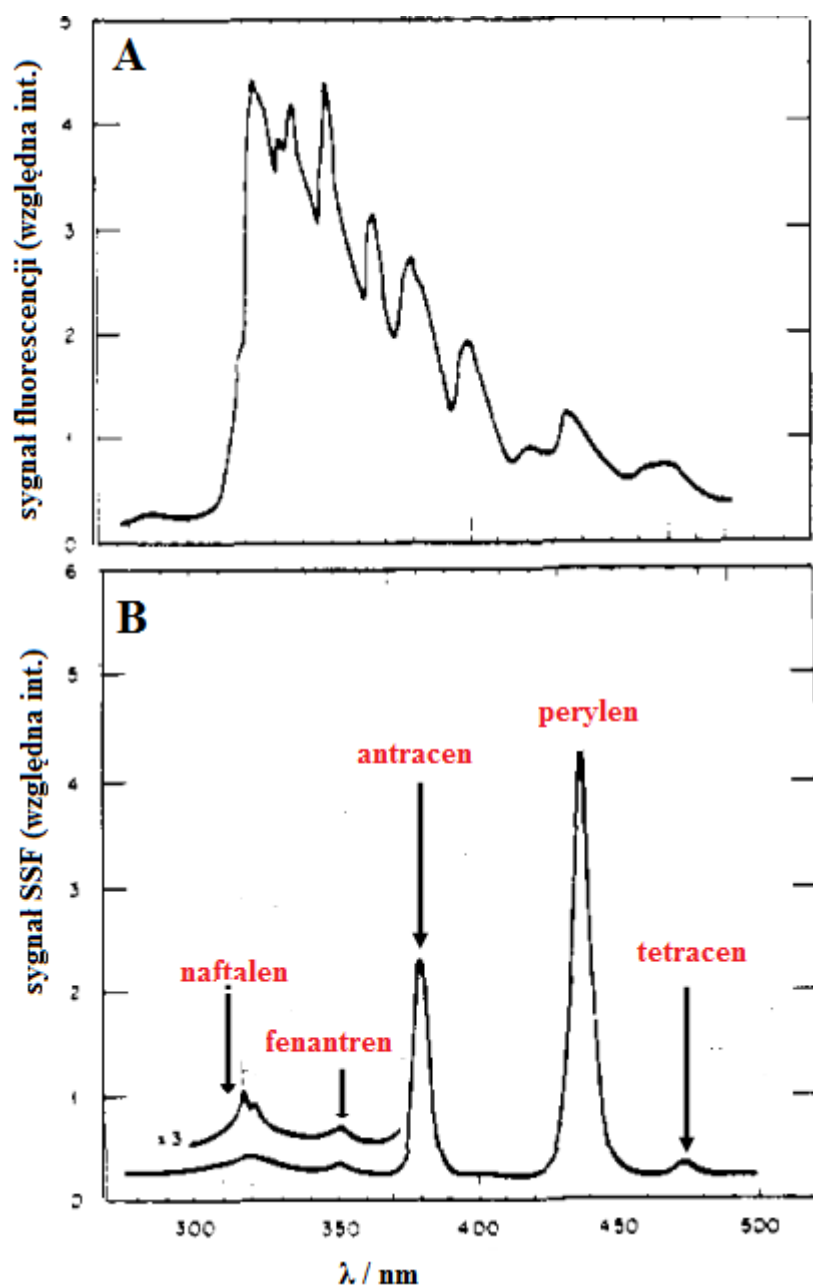 A
sygnał fluorescencji (względna int.)
5
4
3
2
1
0
400
B
sygnał SSF (względna int.)
6
5
4
3
2
1
0
perylen
antracen
tetracen
naftalen
fenantren
x 3
300
350
400
450
500
λ / nm